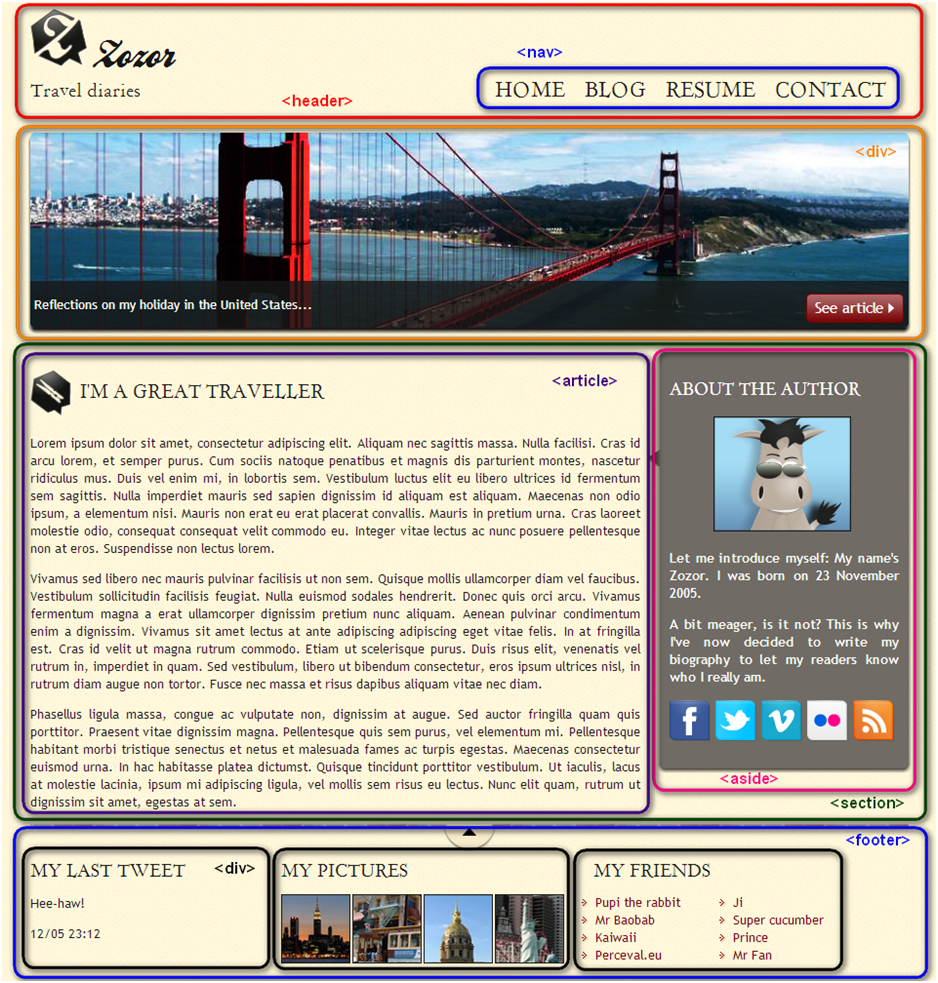 Zozor
<nav>
Travel diaries
HOME BLOG RESUME CONTACT
<header>
<div>
Reflections on my holiday in the United States...
See article
I'M A GREAT TRAVELLER
<article>
Lorem ipsum dolor sit amet, consectetur adipiscing elit. Aliquam nec sagittis massa. Nulla facilisi. Cras id
arcu lorem, et semper purus. Cum sociis natoque penatibus et magnis dis parturient montes, nascetur
ridiculus mus. Duis vel enim mi, in lobortis sem. Vestibulum luctus elit eu libero ultrices id fermentum
sem sagittis. Nulla imperdiet mauris sed sapien dignissim id aliquam est aliquam. Maecenas non odio
ipsum, a elementum nisi. Mauris non erat eu erat placerat convallis. Mauris in pretium urna. Cras laoreet
molestie odio, consequat consequat velit commodo eu. Integer vitae lectus ac nunc posuere pellentesque
non at eros. Suspendisse non lectus lorem.
Vivamus sed libero nec mauris pulvinar facilisis ut non sem. Quisque mollis ullamcorper diam vel faucibus.
Vestibulum sollicitudin facilisis feugiat. Nulla euismod sodales hendrerit. Donec quis orci arcu. Vivamus
fermentum magna a erat ullamcorper dignissim pretium nunc aliquam. Aenean pulvinar condimentum
enim a dignissim. Vivamus sit amet lectus at ante adipiscing adipiscing eget vitae felis. In at fringilla
est. Cras id velit ut magna rutrum commodo. Etiam ut scelerisque purus. Duis risus elit, venenatis vel
rutrum in, imperdiet in quam. Sed vestibulum, libero ut bibendum consectetur, eros ipsum ultrices nisl, in
rutrum diam augue non tortor. Fusce nec massa et risus dapibus aliquam vitae nec diam.
Phasellus ligula massa, congue ac vulputate non, dignissim at augue. Sed auctor fringilla quam quis
porttitor. Praesent vitae dignissim magna. Pellentesque quis sem purus, vel elementum mi. Pellentesque
habitant morbi tristique senectus et netus et malesuada fames ac turpis egestas. Maecenas consectetur
euismod urna. In hac habitasse platea dictumst. Quisque tincidunt porttitor vestibulum. Ut iaculis, lacus
at molestie lacinia, ipsum mi adipiscing ligula, vel mollis sem risus eu lectus. Nunc elit quam, rutrum ut
dignissim sit amet, egestas at sem.
ABOUT THE AUTHOR
Let me introduce myself: My name's
Zozor. I was born on 23 November
2005.
A bit meager, is it not? This is why
I've now decided to write my
biography to let my readers know
who I really am.
<aside>
<section>
<footer>
MY LAST TWEET
<div>
Hee-haw!
12/05 23:12
MY PICTURES
MY FRIENDS
Pupi the rabbit
Mr Baobab
Kaiwaii
Perceval.eu
Ji
Super cucumber
Prince
Mr Fan